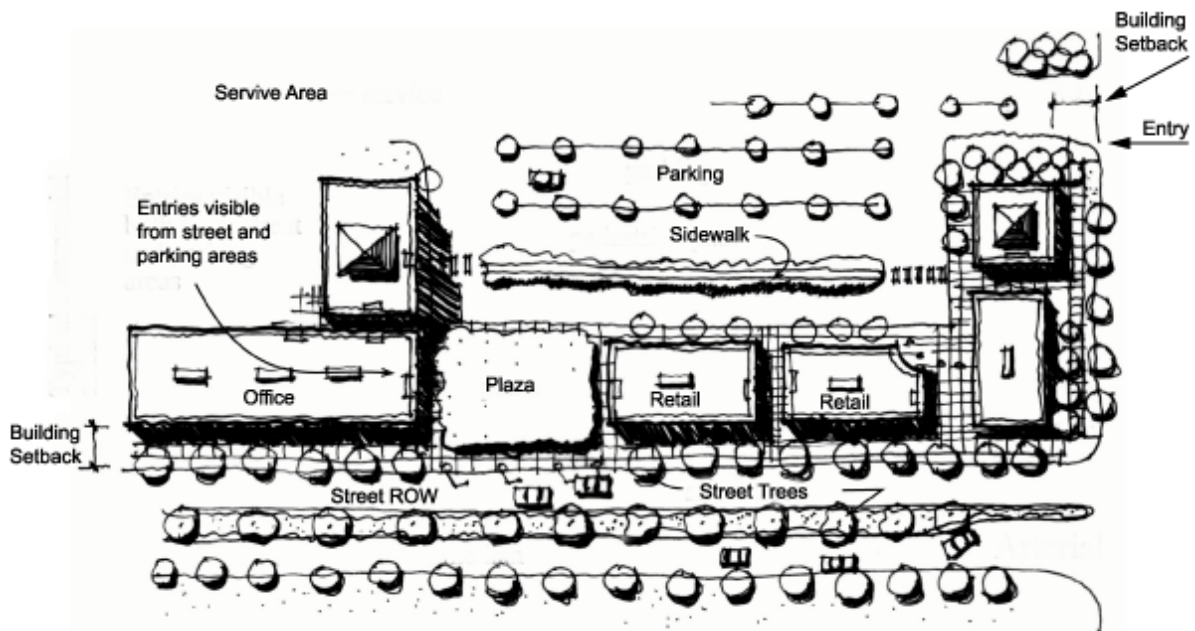 Building
Setback
Servive Area
Entry
Parking
Entries visible
from street and
parking areas
Sidewalk
Plaza
Office
Retail
Retail
Building
Setback
Street ROW
Street Trees